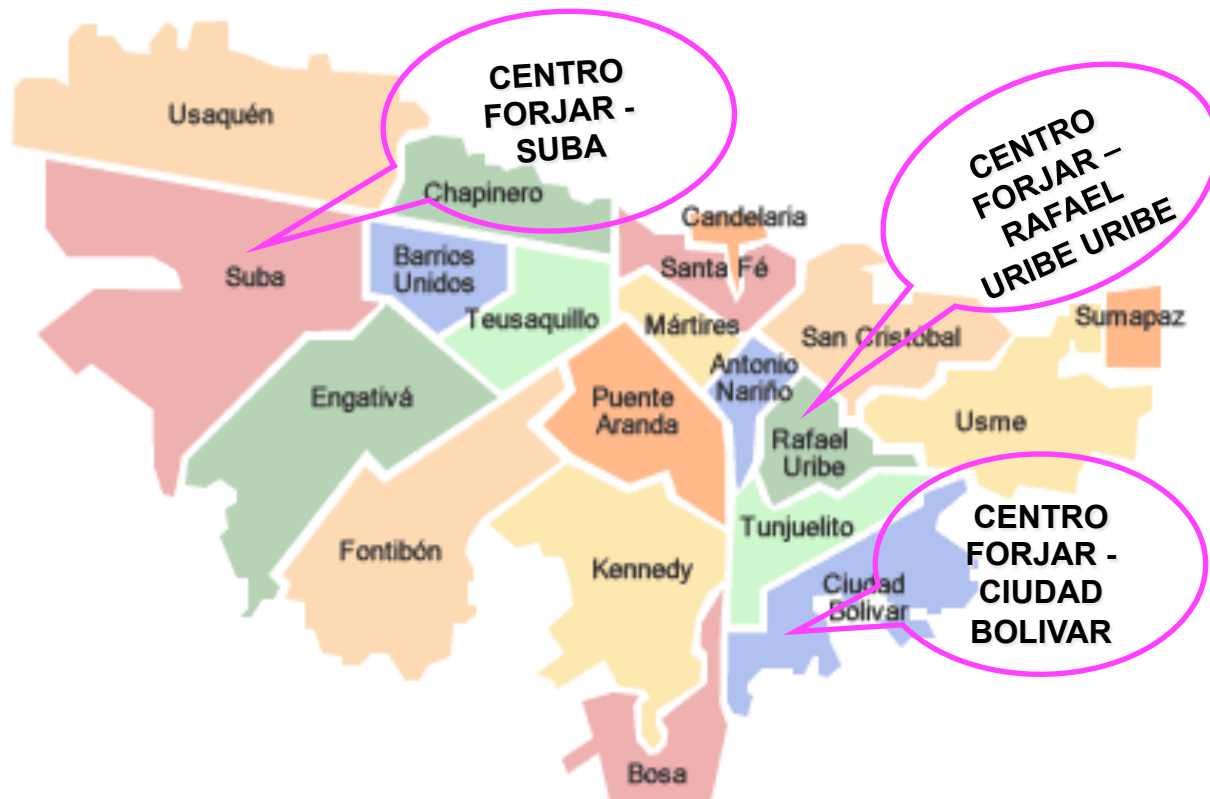 CENTRO
FORJAR -
SUBA
CENTRO
FORJAR –
RAFAEL
URIBE URIBE
Usaquén
Chapinero
Candelaria
Santa Fé
Barrios
Unidos
Suba
Teusaquillo
Mártires
San Cristóbal
Sumapaz
Antonio
Nariño
Engativá
Puente
Aranda
Rafael
Uribe
Usme
Tunjuelito
Fontibón
Kennedy
Ciudad
Bolivar
CENTRO
FORJAR -
CIUDAD
BOLIVAR
Bosa